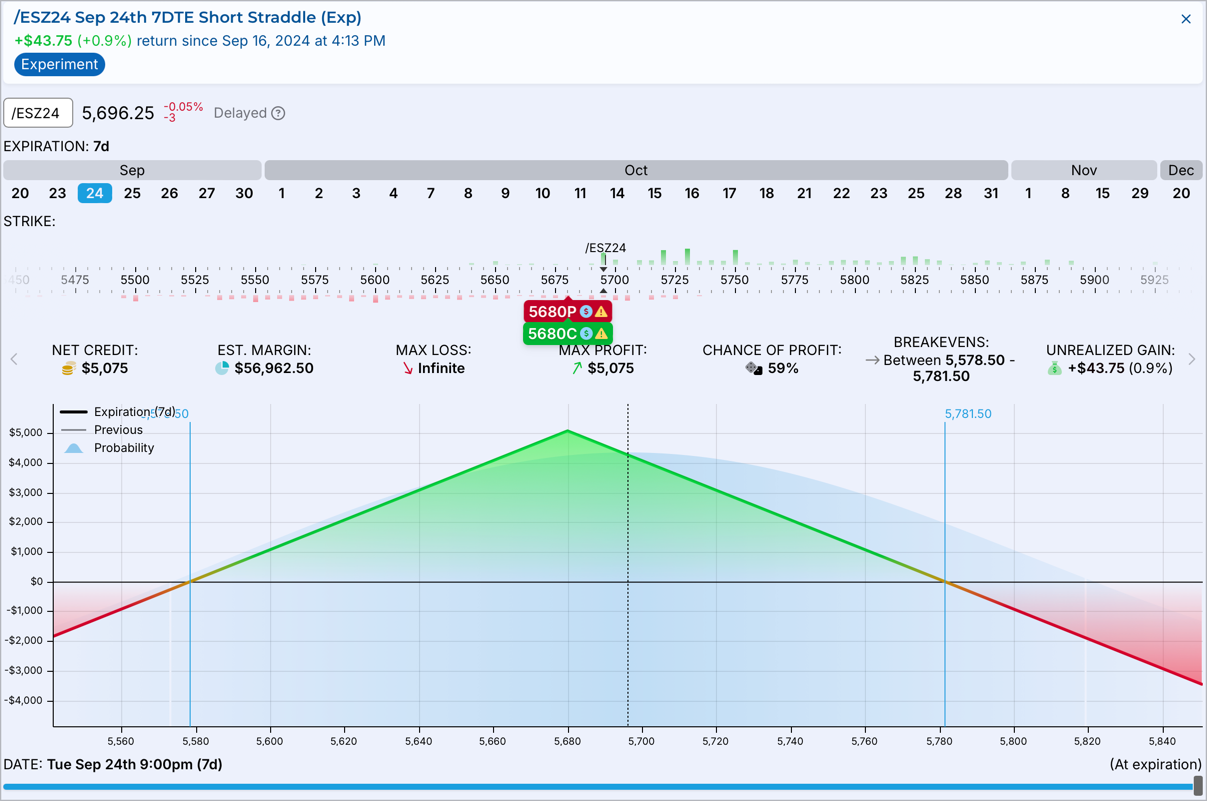 /ESZ24 Sep 24th 7DTE Short Straddle (Exp)
+$43.75 (+0.9%) return since Sep 16, 2024 at 4:13 PM
Experiment
/ESZ24 5,696.25 -0.05% -3 Delayed ?
EXPIRATION: 7d
Sep Oct Nov Dec
20 23 24 25 26 27 30 1 2 3 4 7 8 9 10 11 14 15 16 17 18 21 22 23 25 28 31 1 8 15 29 20
STRIKE:
/ESZ24
450 5475 5500 5525 5550 5575 5600 5625 5650 5675 5700 5725 5750 5775 5800 5825 5850 5875 5900 5925
5680P
5680C
NET CREDIT: EST. MARGIN: MAX LOSS: MAX PROFIT: CHANCE OF PROFIT: BREAKEVENS: UNREALIZED GAIN:
$5,075 $56,962.50 Infinite $5,075 59% Between 5,578.50 - +$43.75 (0.9%)
5,781.50
Expiration (7d) 50 5,781.50
Previous
Probability
$5,000
$4,000
$3,000
$2,000
$1,000
$0
-$1,000
-$2,000
-$3,000
-$4,000
5,560 5,580 5,600 5,620 5,640 5,660 5,680 5,700 5,720 5,740 5,760 5,780 5,800 5,820 5,840
DATE: Tue Sep 24th 9:00pm (7d) (At expiration)